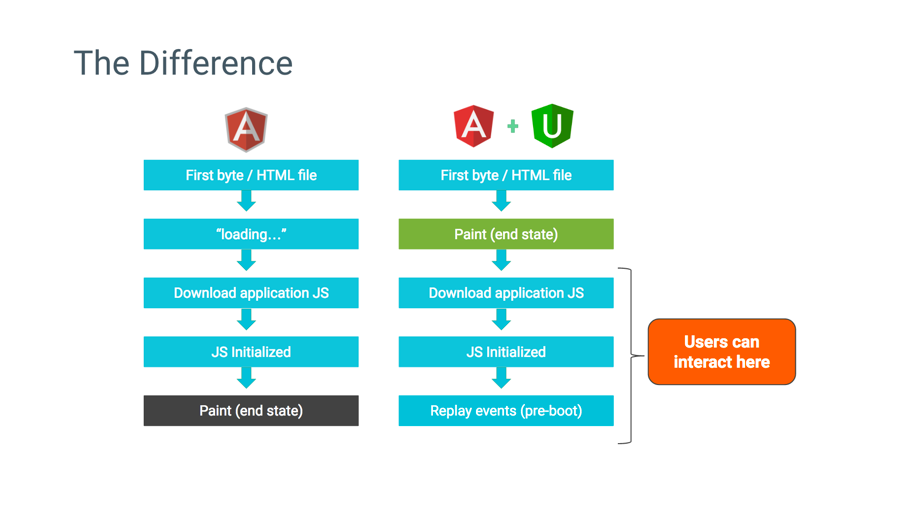 The Difference
A
A + U
First byte / HTML file
"loading..."
Download application JS
JS Initialized
Paint (end state)
First byte / HTML file
Paint (end state)
Download application JS
JS Initialized
Replay events (pre-boot)
Users can
interact here